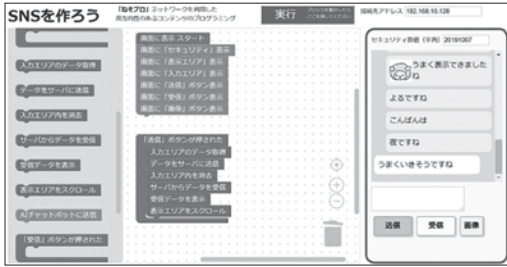 SNSを作ろう
「ねそプロ」ネットワークを利用した
双方向性のあるコンテンツのプログラミング
実行
接続先アドレス 192.168.10.128
入力エリアのデータ取得
データをサーバに送信
入力エリア内を消去
サーバからデータを受信
受信データを表示
表示エリアをスクロール
AIチャットボットに送信
「受信」ボタンが押された
画面に表示 スタート
画面に「セキュリティ」表示
画面に「表示エリア」表示
画面に「入力エリア」表示
画面に「送信」ボタン表示
画面に「受信」ボタン表示
画面に「画像」ボタン表示
「送信」ボタンが押された
入力エリアのデータ取得
データをサーバに送信
入力エリア内を消去
サーバからデータを受信
受信データを表示
表示エリアをスクロール
セキュリティ数値（半角） 20191007
うまく表示できました
ね
よるですね
こんばんは
夜ですね
うまくいきそうですね
送信
受信
画像